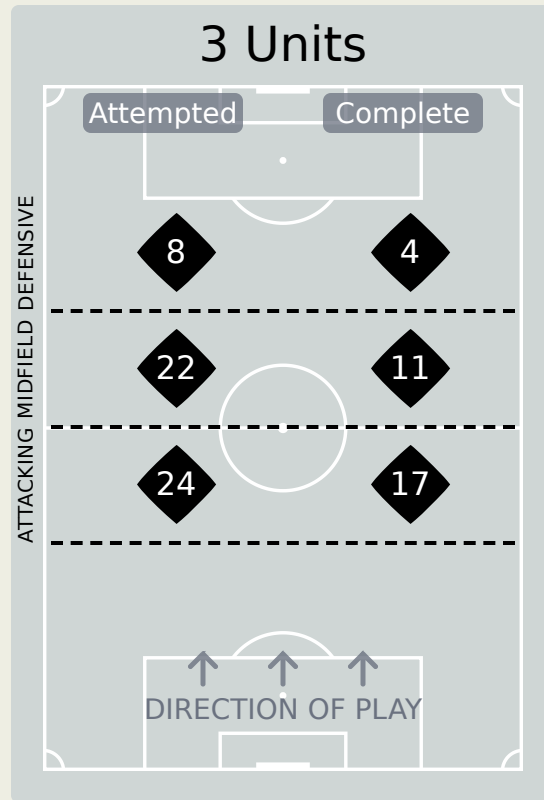 3 Units
Attempted Complete
ATTACKING MIDFIELD DEFENSIVE
8 4
22 11
24 17
DIRECTION OF PLAY